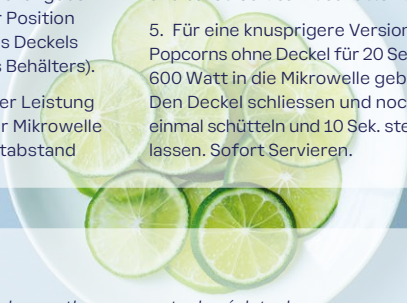 r Position
s Deckels
s Behälters).
er Leistung
r Mikrowelle
tabstand
5. Für eine knusprigere Version
Popcorns ohne Deckel für 20 Se
600 Watt in die Mikrowelle geb
Den Deckel schliessen und noc
einmal schütteln und 10 Sek. ste
lassen. Sofort Servieren.